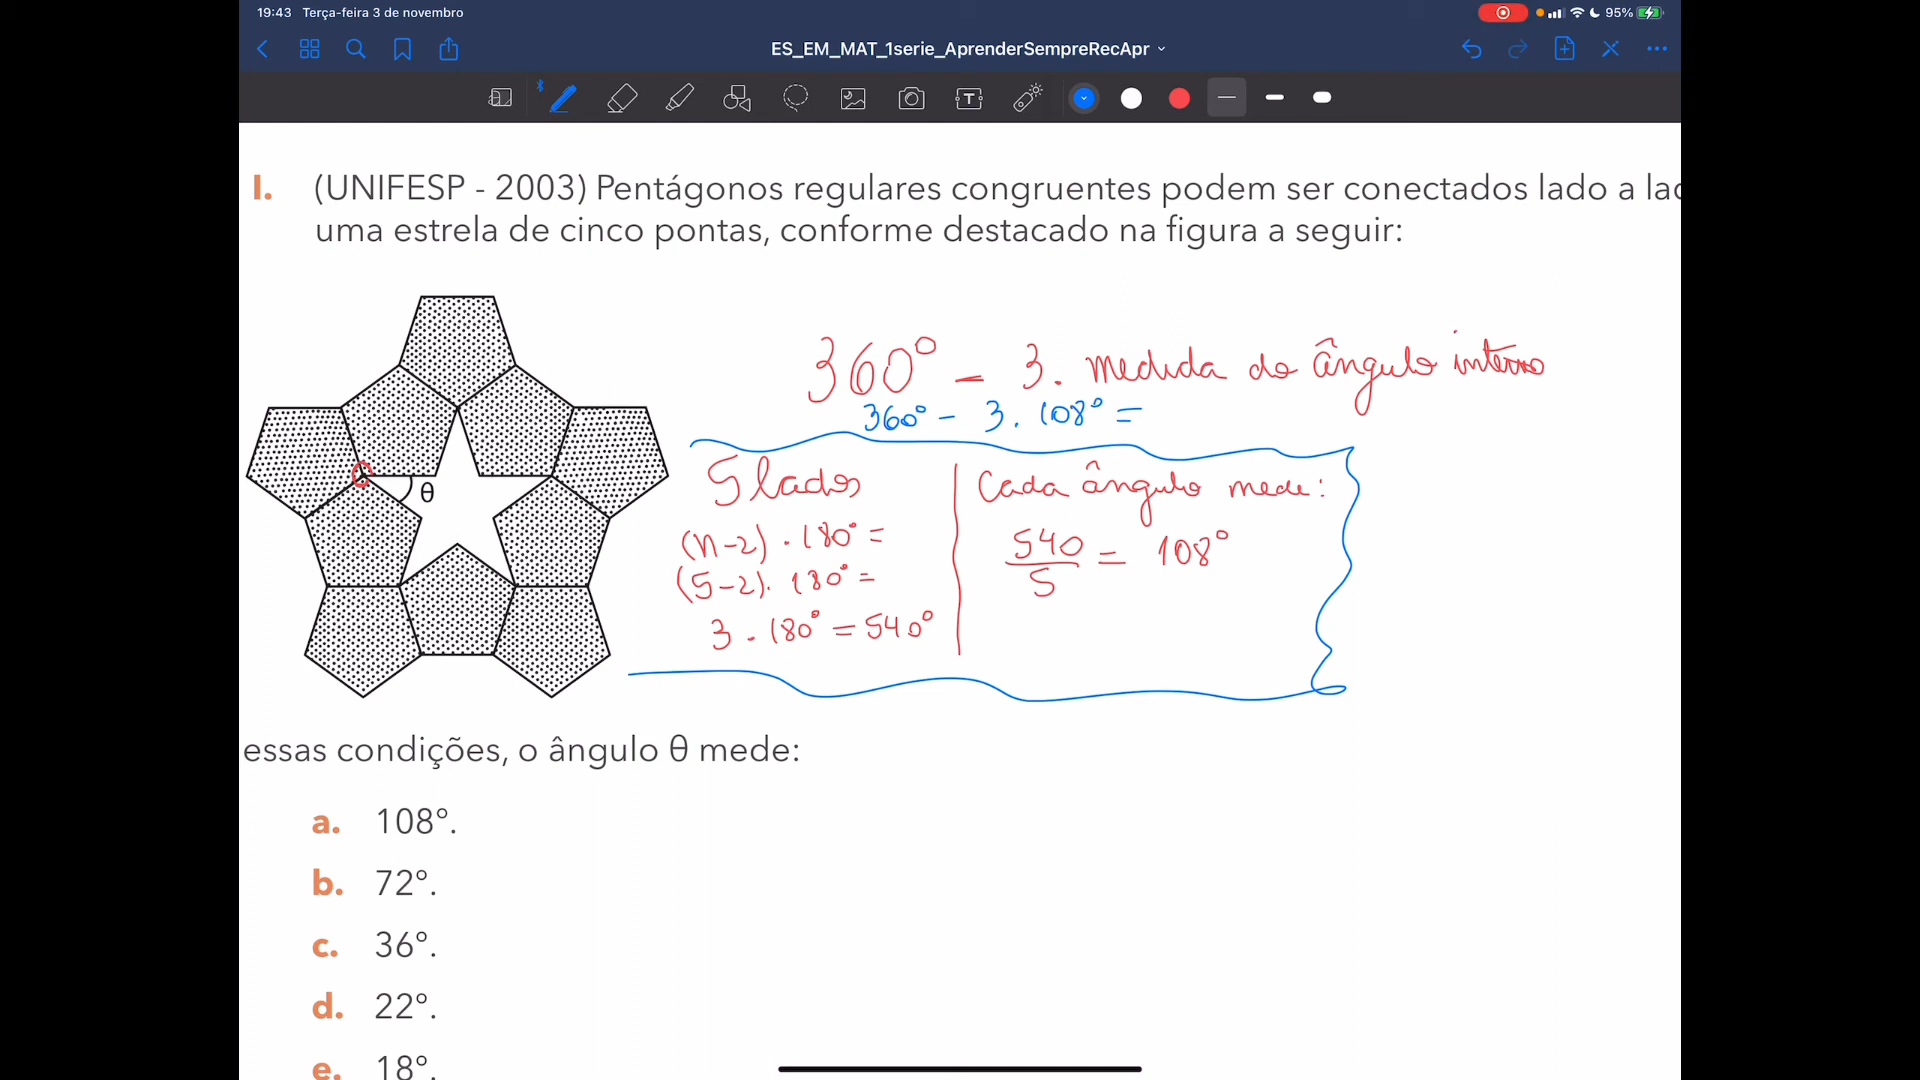 19:43 Terça-feira 3 de novembro
95%
ES_EM_MAT_1serie_AprenderSempreRecApr
T
I. (UNIFESP - 2003) Pentágonos regulares congruentes podem ser conectados lado a
uma estrela de cinco pontas, conforme destacado na figura a seguir:
360° - 3. medida do ângulo interno
360° - 3. 108° =
θ
5 lados
(n-2) . 180° =
(5-2). 180° =
3 . 180° = 540°
Cada ângulo mede:
540/5 = 108°
essas condições, o ângulo θ mede:
a. 108°.
b. 72°.
c. 36°.
d. 22°.
e. 18°.